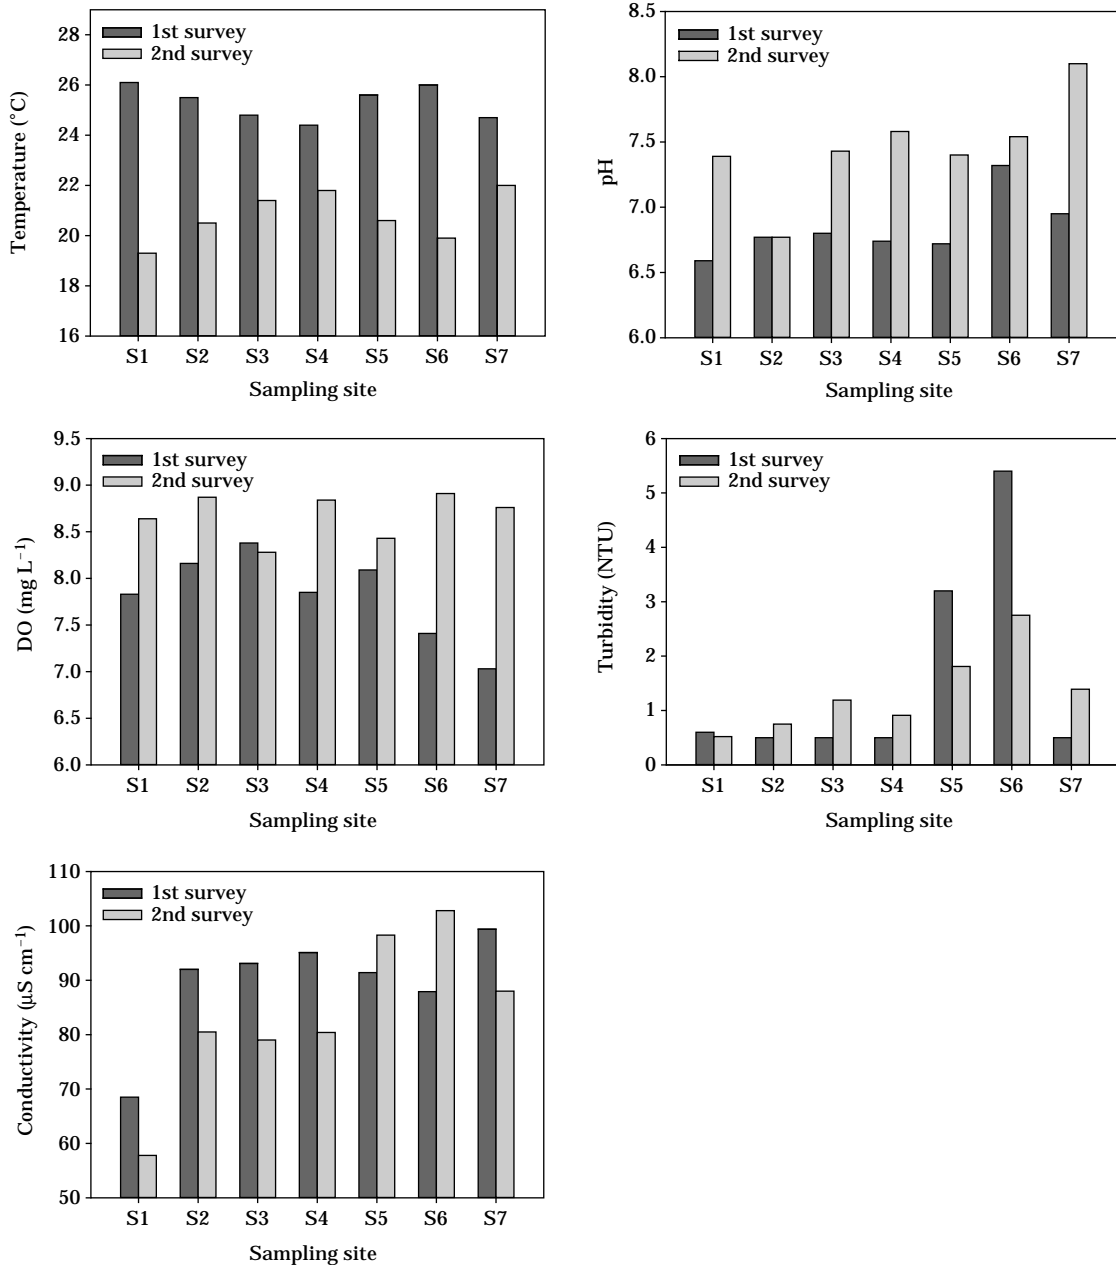 28
26
24
22
20
18
16
Temperature (°C)
1st survey
2nd survey
S1 S2 S3 S4 S5 S6 S7
Sampling site
8.5
8.0
7.5
7.0
6.5
6.0
pH
1st survey
2nd survey
S1 S2 S3 S4 S5 S6 S7
Sampling site
9.5
9.0
8.5
8.0
7.5
7.0
6.5
6.0
DO (mg L⁻¹)
1st survey
2nd survey
S1 S2 S3 S4 S5 S6 S7
Sampling site
6
5
4
3
2
1
0
Turbidity (NTU)
1st survey
2nd survey
S1 S2 S3 S4 S5 S6 S7
Sampling site
110
100
90
80
70
60
50
Conductivity (μS cm⁻¹)
1st survey
2nd survey
S1 S2 S3 S4 S5 S6 S7
Sampling site